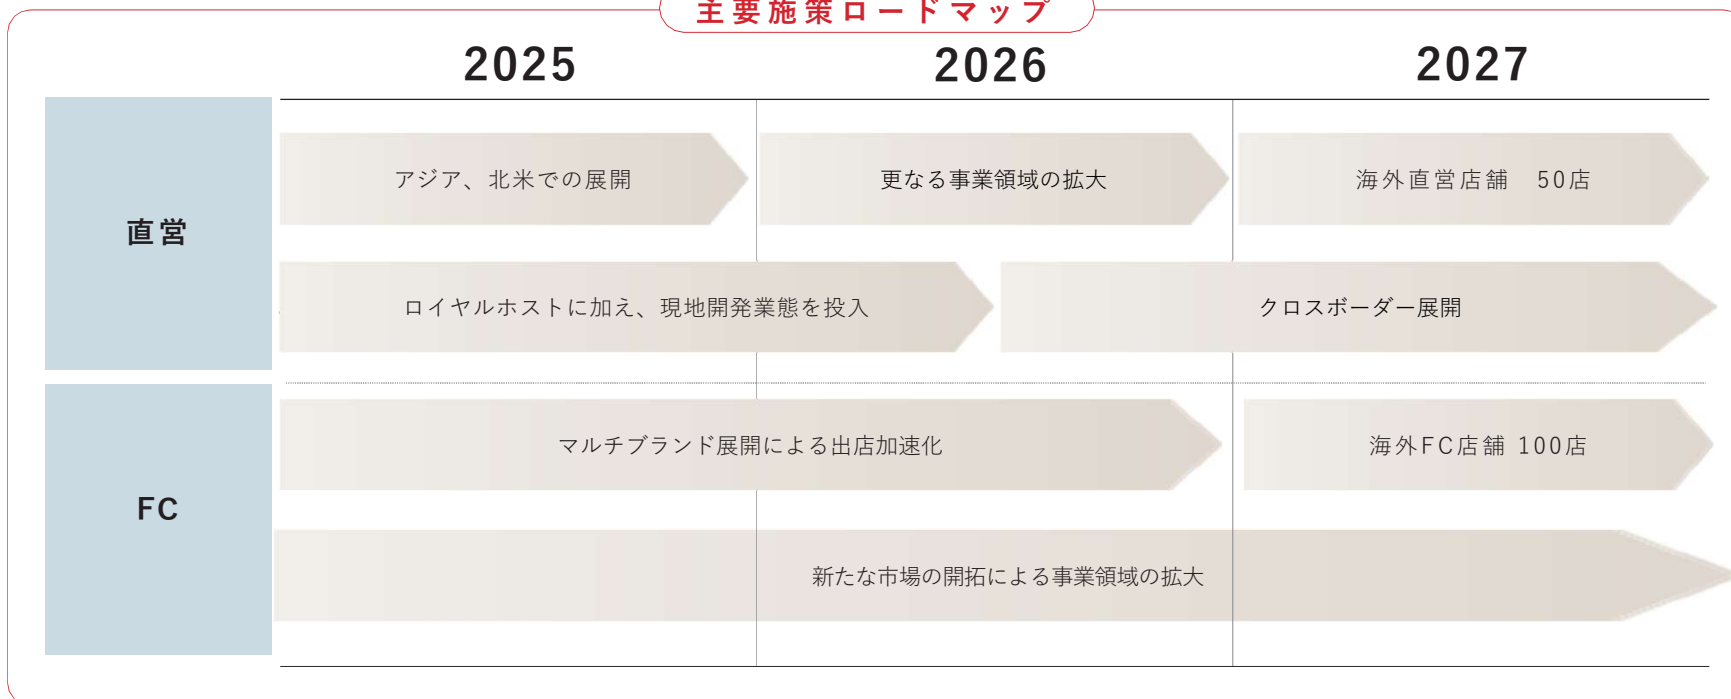 主要施策ロードマップ
2025 2026 2027
直営
アジア、北米での展開 更なる事業領域の拡大 海外直営店舗 50店
ロイヤルホストに加え、現地開発業態を投入 クロスボーダー展開
FC
マルチブランド展開による出店加速化 海外FC店舗 100店
新たな市場の開拓による事業領域の拡大